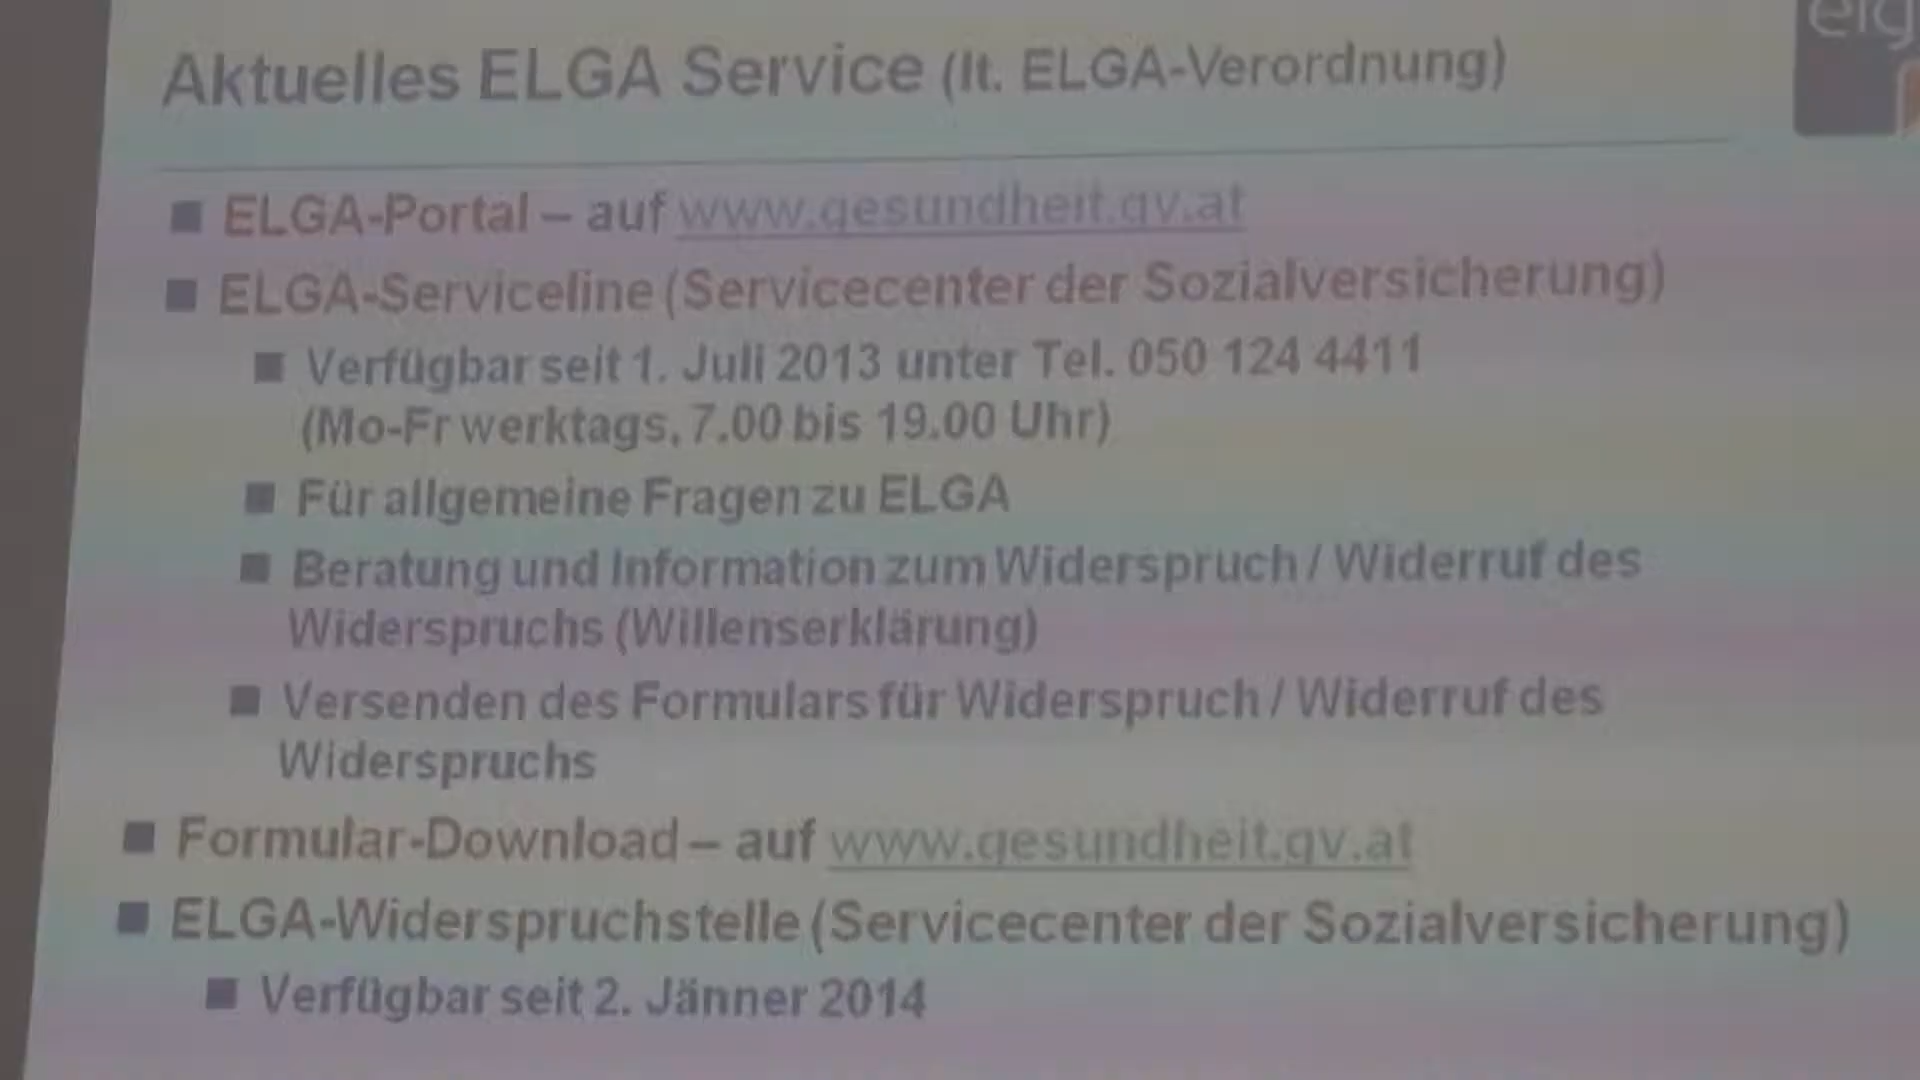 Aktuelles ELGA Service (lt. ELGA-Verordnung)
elg
ELGA-Portal – auf www.gesundheit.gv.at
ELGA-Serviceline (Servicecenter der Sozialversicherung)
Verfügbar seit 1. Juli 2013 unter Tel. 050 124 4411
(Mo-Fr werktags, 7.00 bis 19.00 Uhr)
Für allgemeine Fragen zu ELGA
Beratung und Information zum Widerspruch / Widerruf des
Widerspruchs (Willenserklärung)
Versenden des Formulars für Widerspruch / Widerruf des
Widerspruchs
Formular-Download – auf www.gesundheit.gv.at
ELGA-Widerspruchstelle (Servicecenter der Sozialversicherung)
Verfügbar seit 2. Jänner 2014